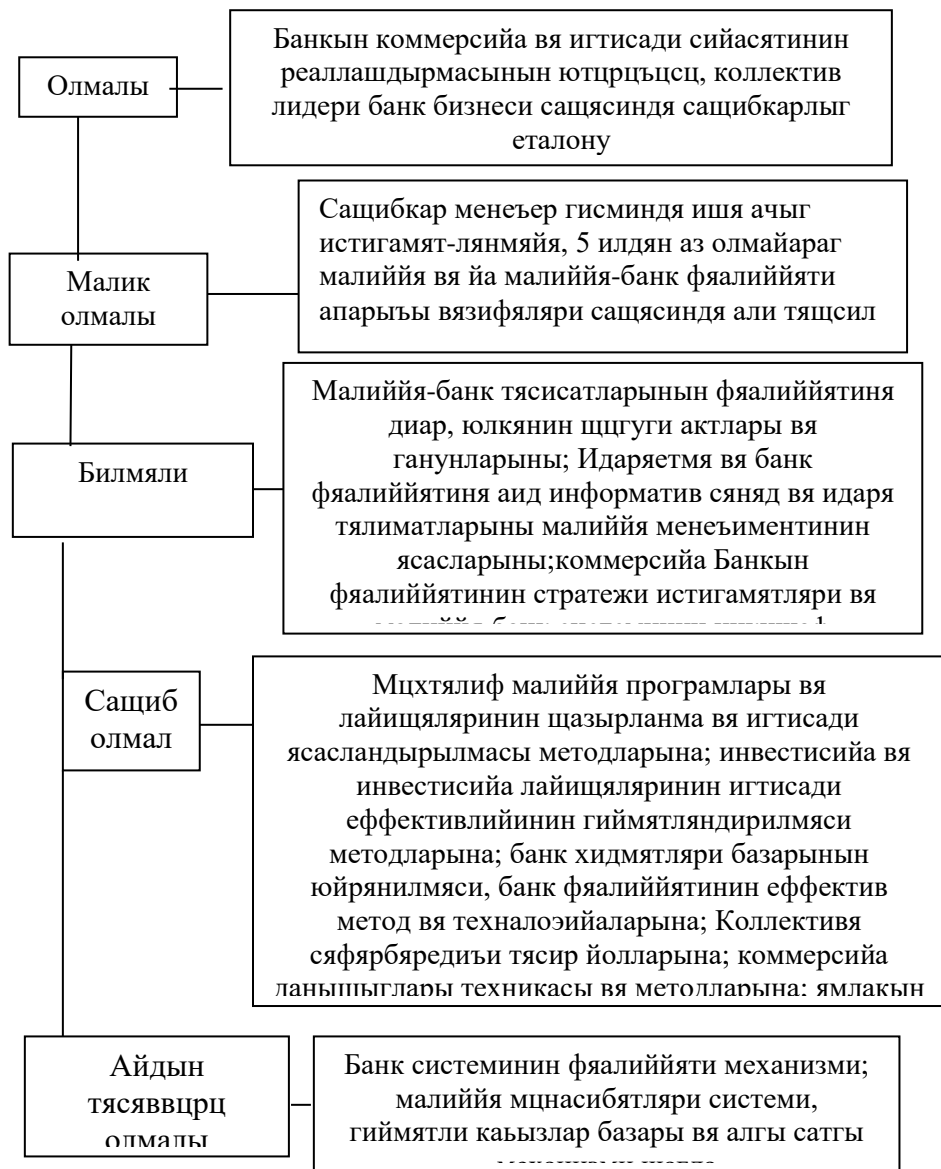 Олмалы
Банкын коммерсийа вя игтисади сийасятинин
реаллашдырмасынын ютцрцъцсц, коллектив
лидери банк бизнеси сащясиндя сащибкарлыг
еталону
Малик
олмалы
Сащибкар менеъер гисминдя ишя ачыг
истигамят-лянмяйя, 5 илдян аз олмайараг
малиййя вя йа малиййя-банк фяалиййяти
апарыъы вязифяляри сащясиндя али тящсил
Билмяли
Малиййя-банк тясисатларынын фяалиййятиня
диар, юлкянин щцгуги актлары вя
ганунларыны; Идаряетмя вя банк
фяалиййятиня аид информатив сяняд вя идаря
тялиматларыны малиййя менеъиментинин
ясасларыны;коммерсийа Банкын
фяалиййятинин стратежи истигамятляри вя
Сащиб
олмал
Мцхтялиф малиййя програмлары вя
лайищяляринин щазырланма вя игтисади
ясасландырылмасы методларына; инвестисийа вя
инвестисийа лайищяляринин игтисади
еффективлийинин гиймятляндирилмяси
методларына; банк хидмятляри базарынын
юйрянилмяси, банк фяалиййятинин еффектив
метод вя техналоэийаларына; Коллективя
сяфярбяредиъи тясир йолларына; коммерсийа
данышыглары техникасы вя методларына; ямлакын
Айдын
тясяввцрц
олмалы
Банк системинин фяалиййяти механизми;
малиййя мцнасибятляри системи,
гиймятли каьызлар базары вя алгы сатгы